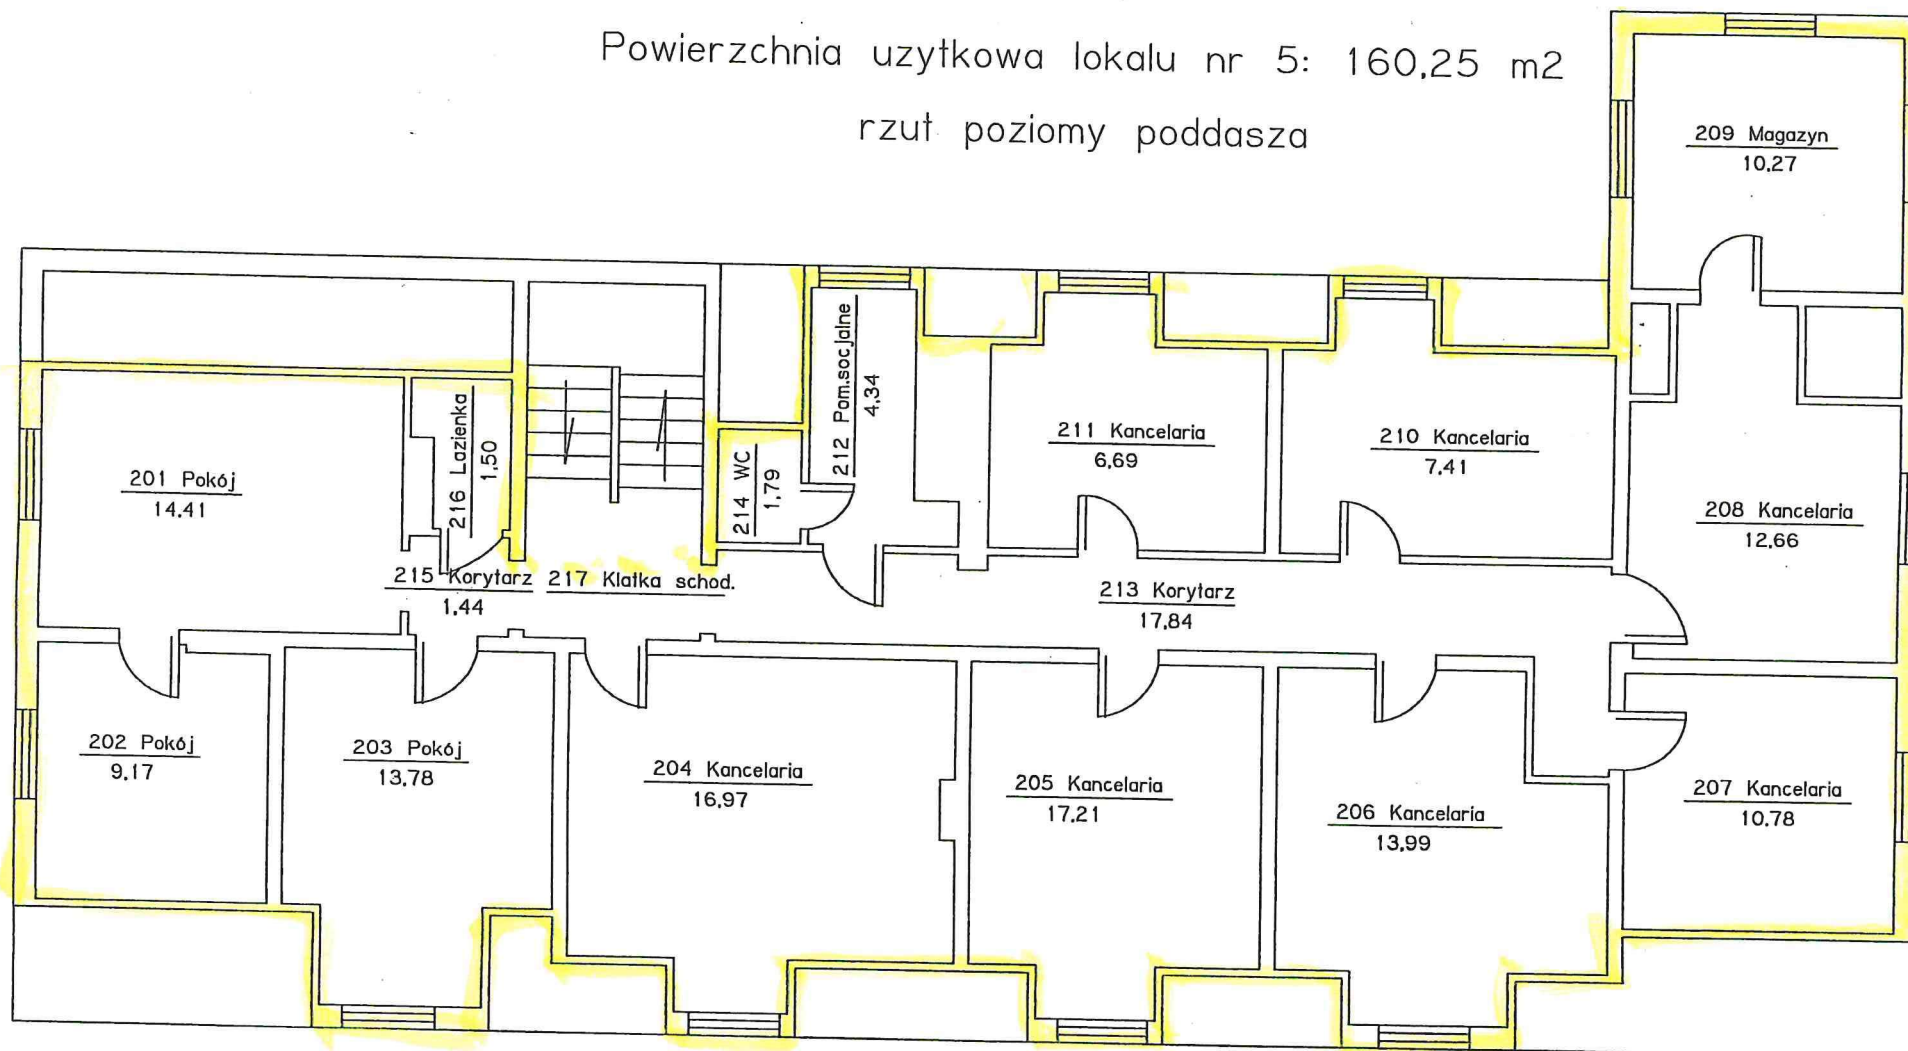 Powierzchnia uzytkowa lokalu nr 5: 160,25 m2
rzut poziomy poddasza
209 Magazyn
10,27
212 Pom.socjalne
4,34
216 Lazienka
1,50
214 WC
1,79
211 Kancelaria
6,69
210 Kancelaria
7,41
201 Pokój
14,41
208 Kancelaria
12,66
215 Korytarz
1,44
217 Klatka schod.
213 Korytarz
17,84
202 Pokój
9,17
203 Pokój
13,78
204 Kancelaria
16,97
205 Kancelaria
17,21
206 Kancelaria
13,99
207 Kancelaria
10,78